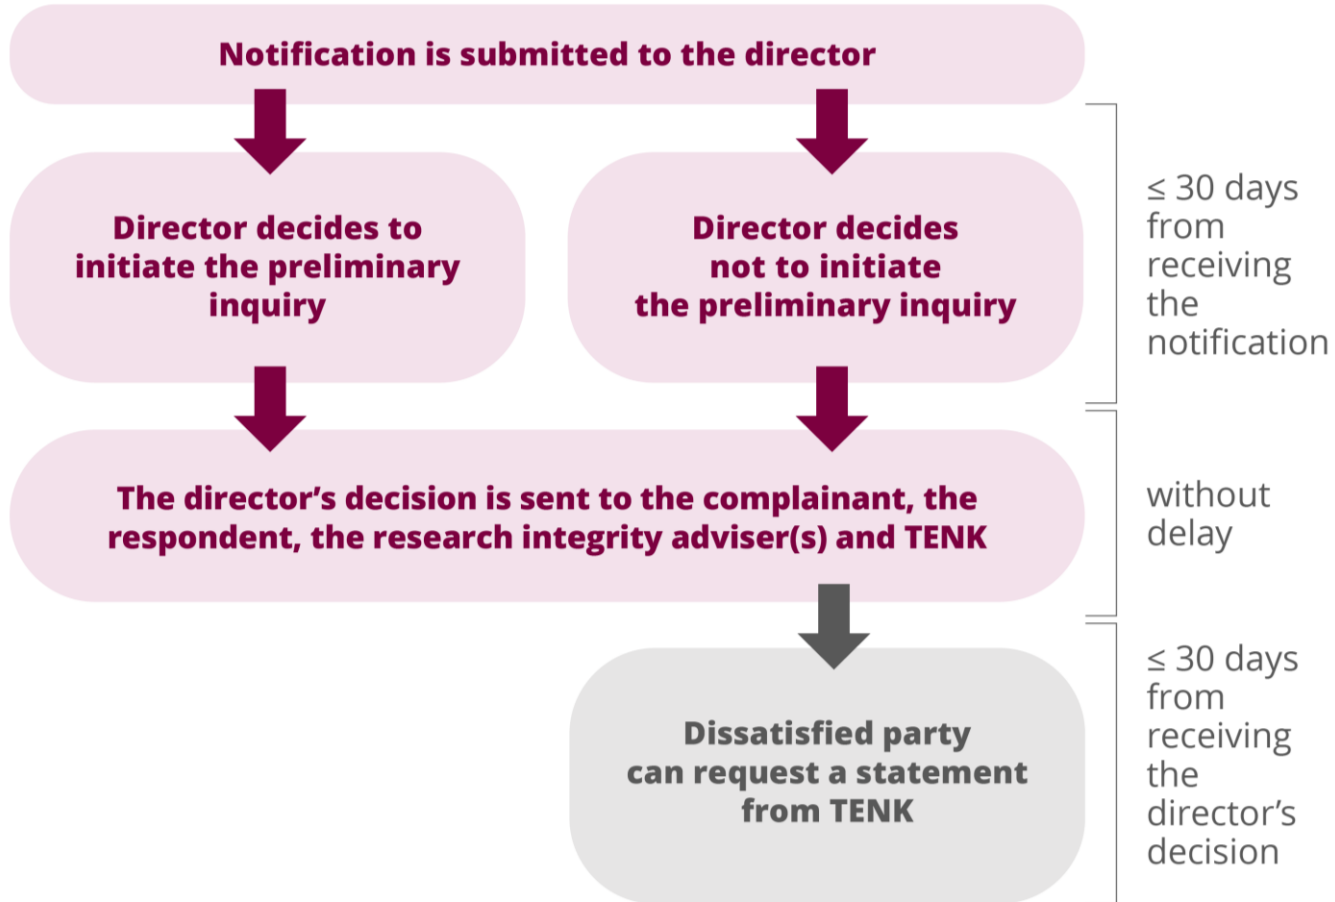 Notification is submitted to the director
Director decides to
initiate the preliminary
inquiry
Director decides
not to initiate
the preliminary inquiry
≤ 30 days
from
receiving
the
notification
The director’s decision is sent to the complainant, the
respondent, the research integrity adviser(s) and TENK
without
delay
Dissatisfied party
can request a statement
from TENK
≤ 30 days
from
receiving
the
director’s
decision